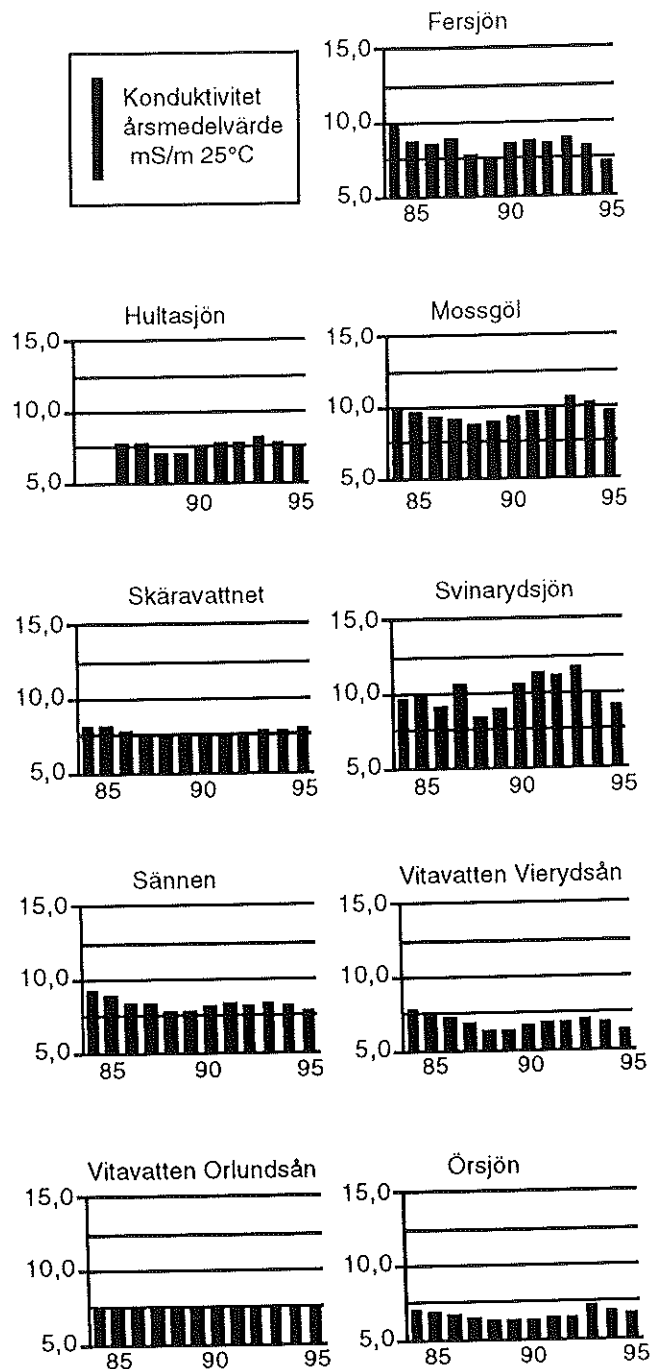 Konduktivitet
årsmedelvärde
mS/m 25°C
Fersjön
15,0
10,0
5,0
85 90 95
Hultasjön
15,0
10,0
5,0
90 95
Mossgöl
15,0
10,0
5,0
85 90 95
Skäravattnet
15,0
10,0
5,0
85 90 95
Svinarydsjön
15,0
10,0
5,0
85 90 95
Sännen
15,0
10,0
5,0
85 90 95
Vitavatten Vierydsån
15,0
10,0
5,0
85 90 95
Vitavatten Orlundsån
15,0
10,0
5,0
85 90 95
Örsjön
15,0
10,0
5,0
85 90 95